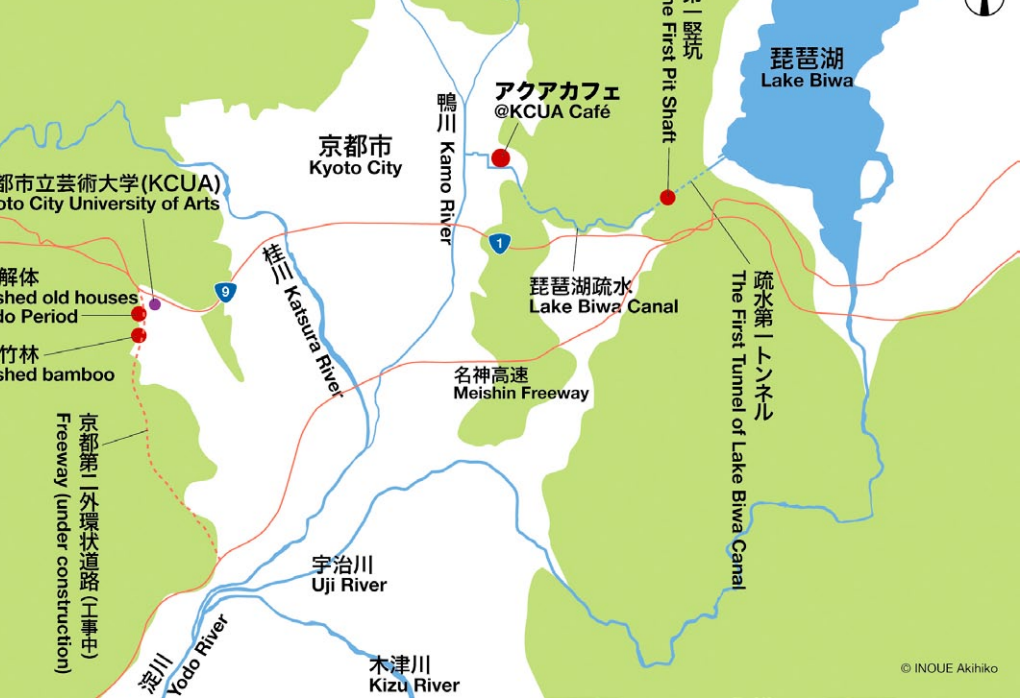 第一竪坑
The First Pit Shaft
琵琶湖
Lake Biwa
アクアカフェ
@KCUA Café
鴨川 Kamo River
京都市
Kyoto City
都市立芸術大学(KCUA)
oto City University of Arts
1
桂川 Katsura River
9
解体
shed old houses
do Period
琵琶湖疏水
Lake Biwa Canal
疏水第一トンネル
The First Tunnel of Lake Biwa Canal
竹林
shed bamboo
名神高速
Meishin Freeway
京都第二外環状道路(工事中)
Freeway (under construction)
宇治川
Uji River
淀川
Yodo River
木津川
Kizu River
© INOUE Akihiko